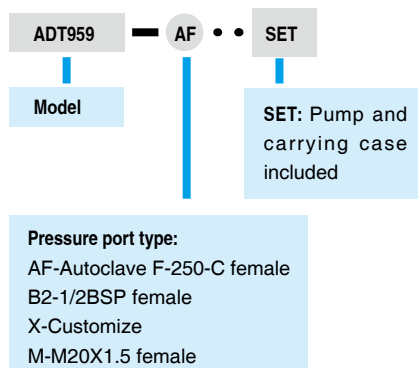 ADT959 — AF • • SET
Model
SET: Pump and
carrying case
included
Pressure port type:
AF-Autoclave F-250-C female
B2-1/2BSP female
X-Customize
M-M20X1.5 female